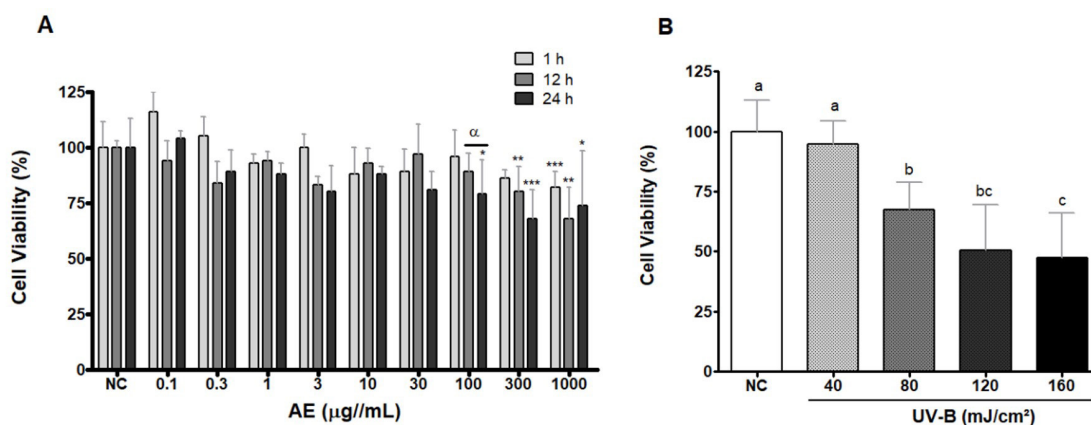 A
1 h
12 h
24 h
Cell Viability (%)
125
100
75
50
25
0
α
*
**
***
***
**
*
NC 0.1 0.3 1 3 10 30 100 300 1000
AE (μg//mL)
B
Cell Viability (%)
125
100
75
50
25
0
a
a
b
bc
c
NC 40 80 120 160
UV-B (mJ/cm²)